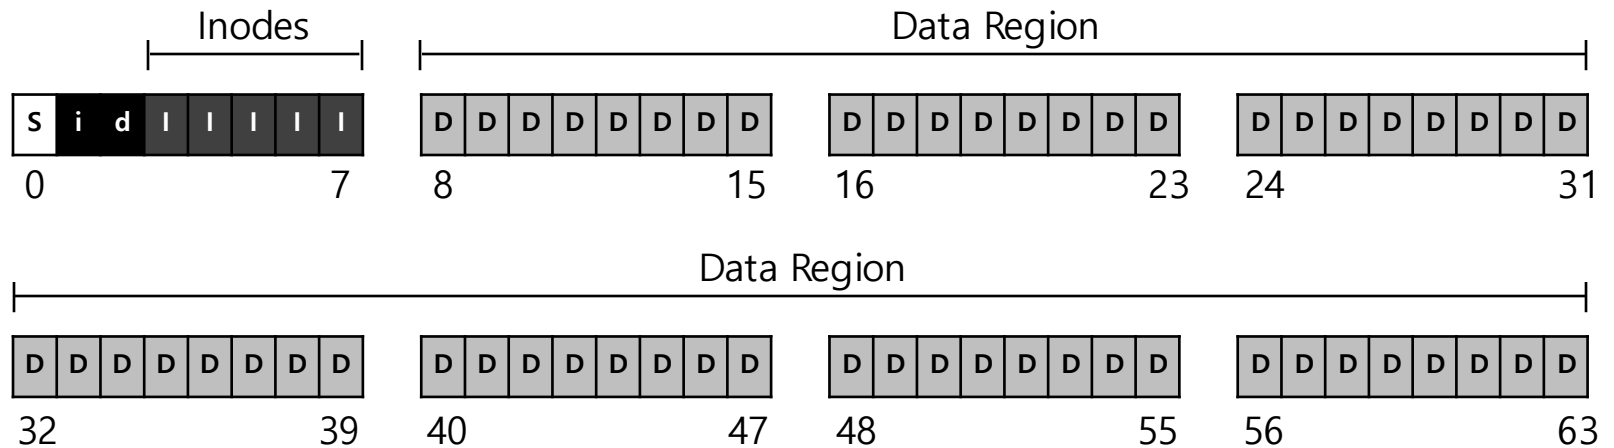 Inodes Data Region
S i d I I I I I D D D D D D D D D D D D D D D D D D D D D D D D
0 7 8 15 16 23 24 31
Data Region
D D D D D D D D D D D D D D D D D D D D D D D D D D D D D D D D
32 39 40 47 48 55 56 63